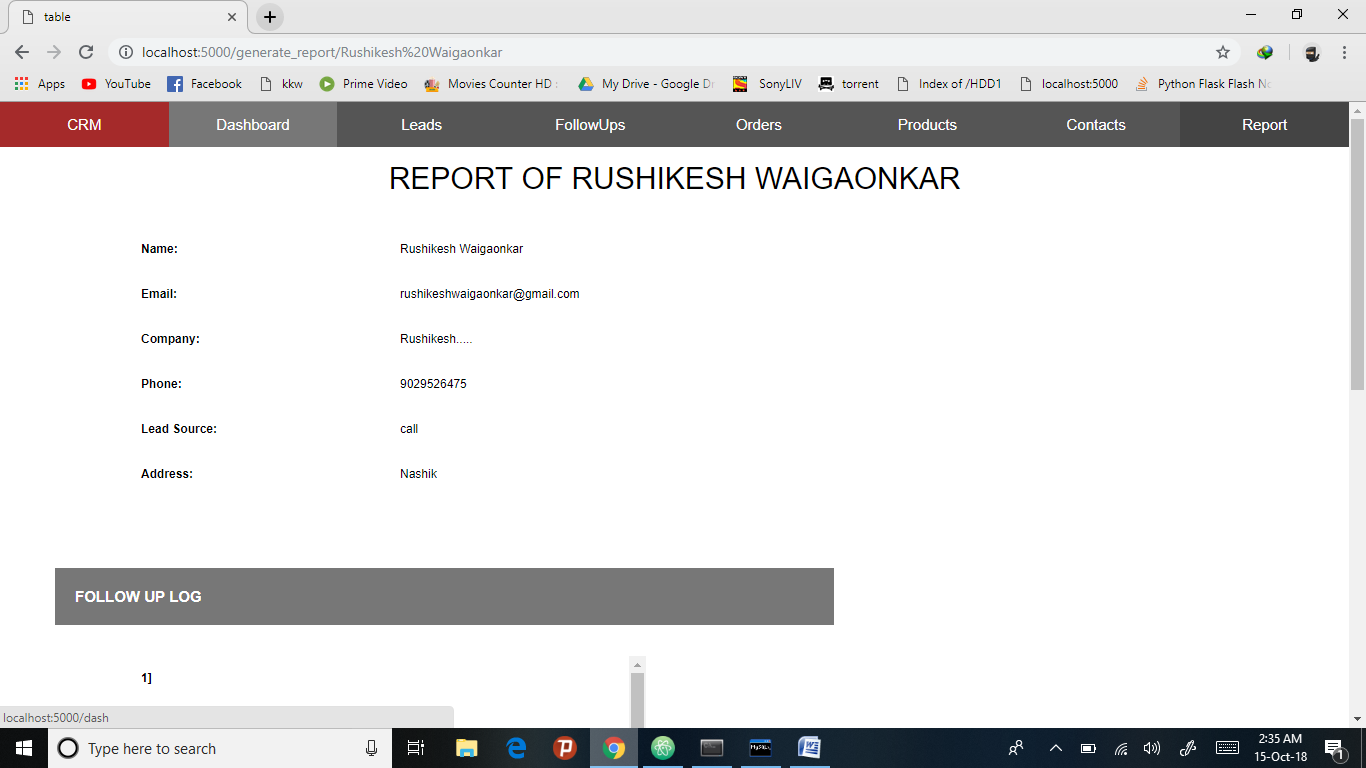 table
localhost:5000/generate_report/Rushikesh%20Waigaonkar
Apps YouTube Facebook kkw Prime Video Movies Counter HD : My Drive - Google Dr SonyLIV torrent Index of /HDD1 localhost:5000 Python Flask Flash No
CRM Dashboard Leads FollowUps Orders Products Contacts Report
REPORT OF RUSHIKESH WAIGAONKAR
Name: Rushikesh Waigaonkar
Email: rushikeshwaigaonkar@gmail.com
Company: Rushikesh.....
Phone: 9029526475
Lead Source: call
Address: Nashik
FOLLOW UP LOG
1]
localhost:5000/dash
Type here to search
2:35 AM
15-Oct-18
1